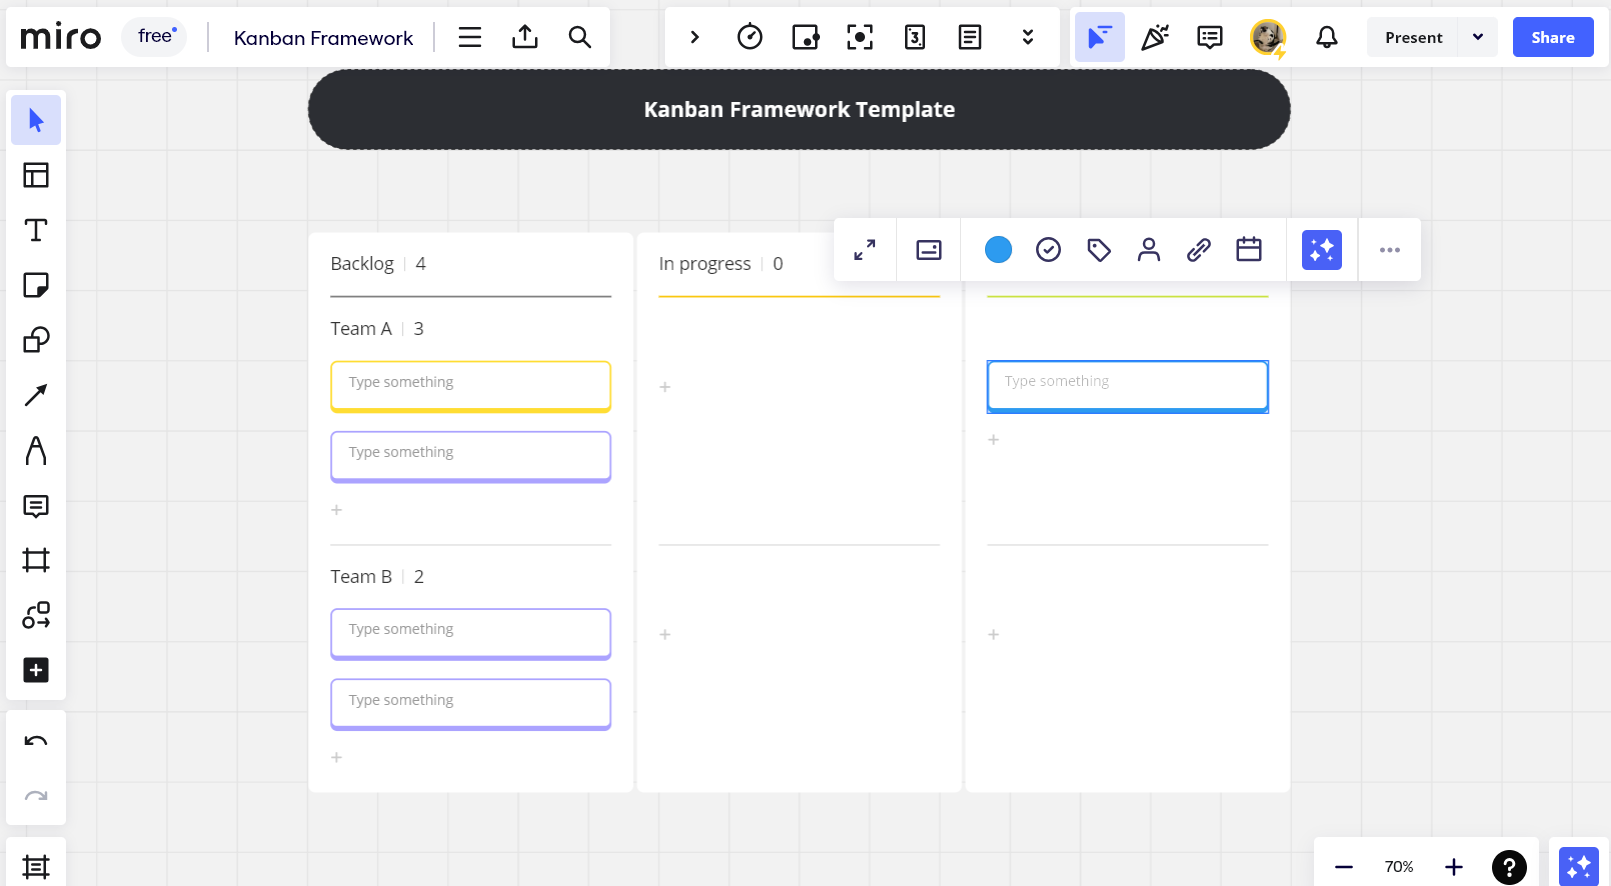 miro free Kanban Framework 3 Present Share
Kanban Framework Template
Backlog | 4
In progress | 0
Team A | 3
Type something
Type something
Type something
+
+
+
Team B | 2
Type something
Type something
+
+
+
70% ?